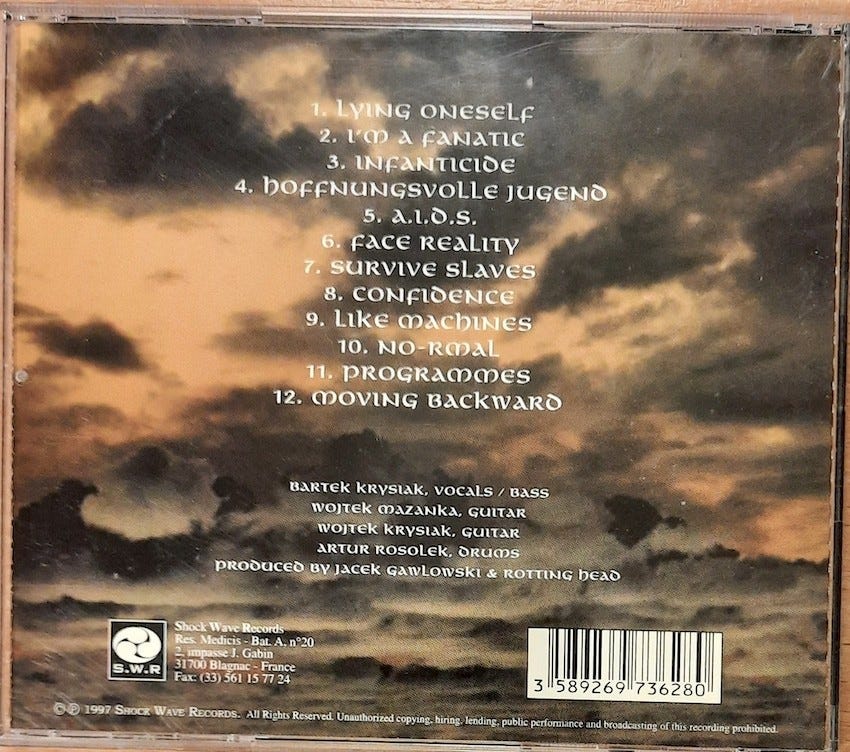 1. LYING ONESELF
2. I'M A FANATIC
3. INFANTICIDE
4. HOFFNUNGSVOLLE JUGEND
5. A.I.D.S.
6. FACE REALITY
7. SURVIVE SLAVES
8. CONFIDENCE
9. LIKE MACHINES
10. NO-RMAL
11. PROGRAMMES
12. MOVING BACKWARD
BARTEK KRYSIAK, VOCALS / BASS
WOJTEK MAZANKA, GUITAR
WOJTEK KRYSIAK, GUITAR
ARTUR ROSOLEK, DRUMS
PRODUCED BY JACEK GAWLOWSKI & ROTTING HEAD
S.W.R
Shock Wave Records
Res. Medicis - Bat. A, n°20
2, impasse J. Gabin
31700 Blagnac - France
Fax: (33) 561 15 77 24
3 589269 736280
© ℗ 1997 SHOCK WAVE RECORDS. All Rights Reserved. Unauthorized copying, hiring, lending, public performance and broadcasting of this recording prohibited.